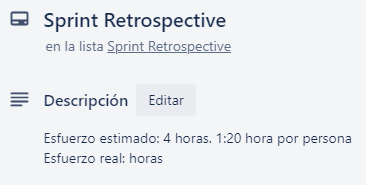 Sprint Retrospective
en la lista Sprint Retrospective
Descripción Editar
Esfuerzo estimado: 4 horas. 1:20 hora por persona
Esfuerzo real: horas